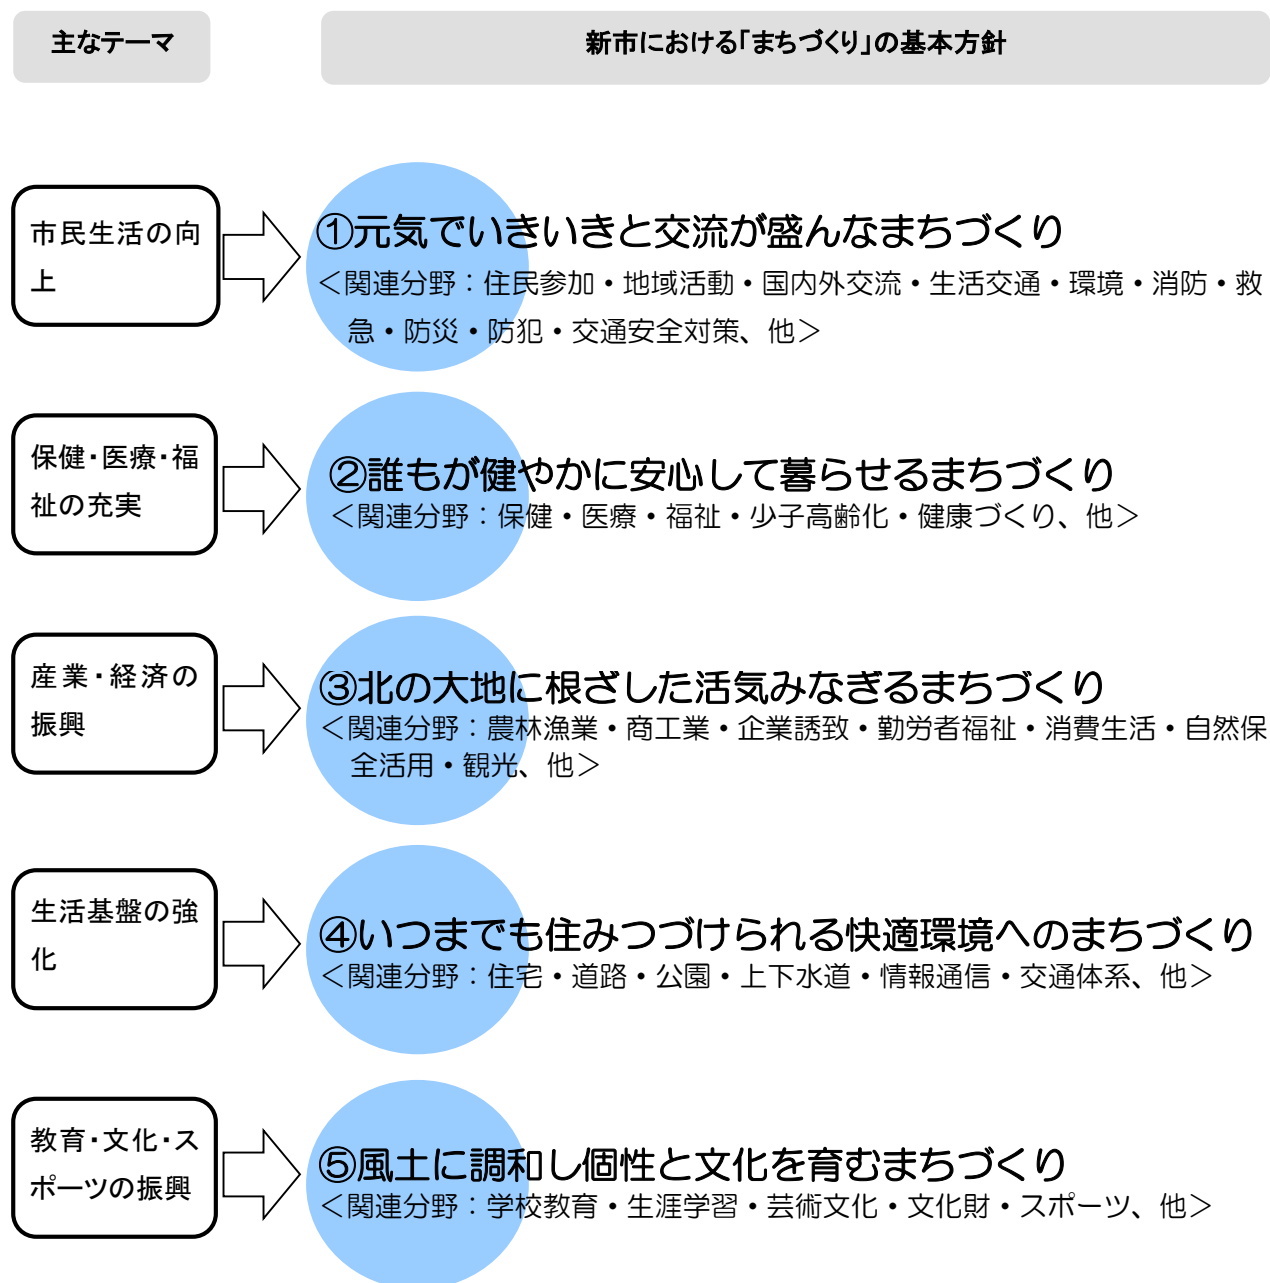 主なテーマ
新市における「まちづくり」の基本方針
市民生活の向
上
①元気でいきいきと交流が盛んなまちづくり
＜関連分野：住民参加・地域活動・国内外交流・生活交通・環境・消防・救
急・防災・防犯・交通安全対策、他＞
保健・医療・福
祉の充実
②誰もが健やかに安心して暮らせるまちづくり
＜関連分野：保健・医療・福祉・少子高齢化・健康づくり、他＞
産業・経済の
振興
③北の大地に根ざした活気みなぎるまちづくり
＜関連分野：農林漁業・商工業・企業誘致・勤労者福祉・消費生活・自然保
全活用・観光、他＞
生活基盤の強
化
④いつまでも住みつづけられる快適環境へのまちづくり
＜関連分野：住宅・道路・公園・上下水道・情報通信・交通体系、他＞
教育・文化・ス
ポーツの振興
⑤風土に調和し個性と文化を育むまちづくり
＜関連分野：学校教育・生涯学習・芸術文化・文化財・スポーツ、他＞